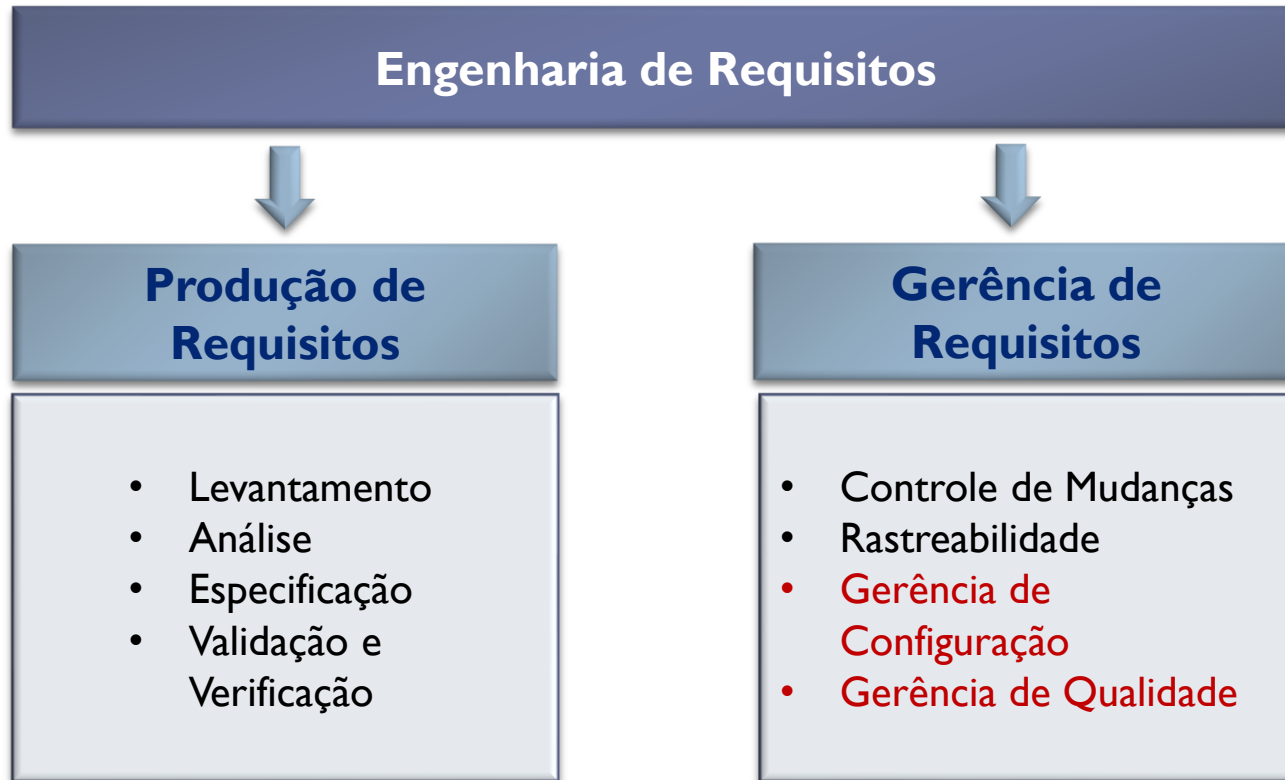 Engenharia de Requisitos
Produção de
Requisitos
• Levantamento
• Análise
• Especificação
• Validação e
Verificação
Gerência de
Requisitos
• Controle de Mudanças
• Rastreabilidade
• Gerência de
Configuração
• Gerência de Qualidade